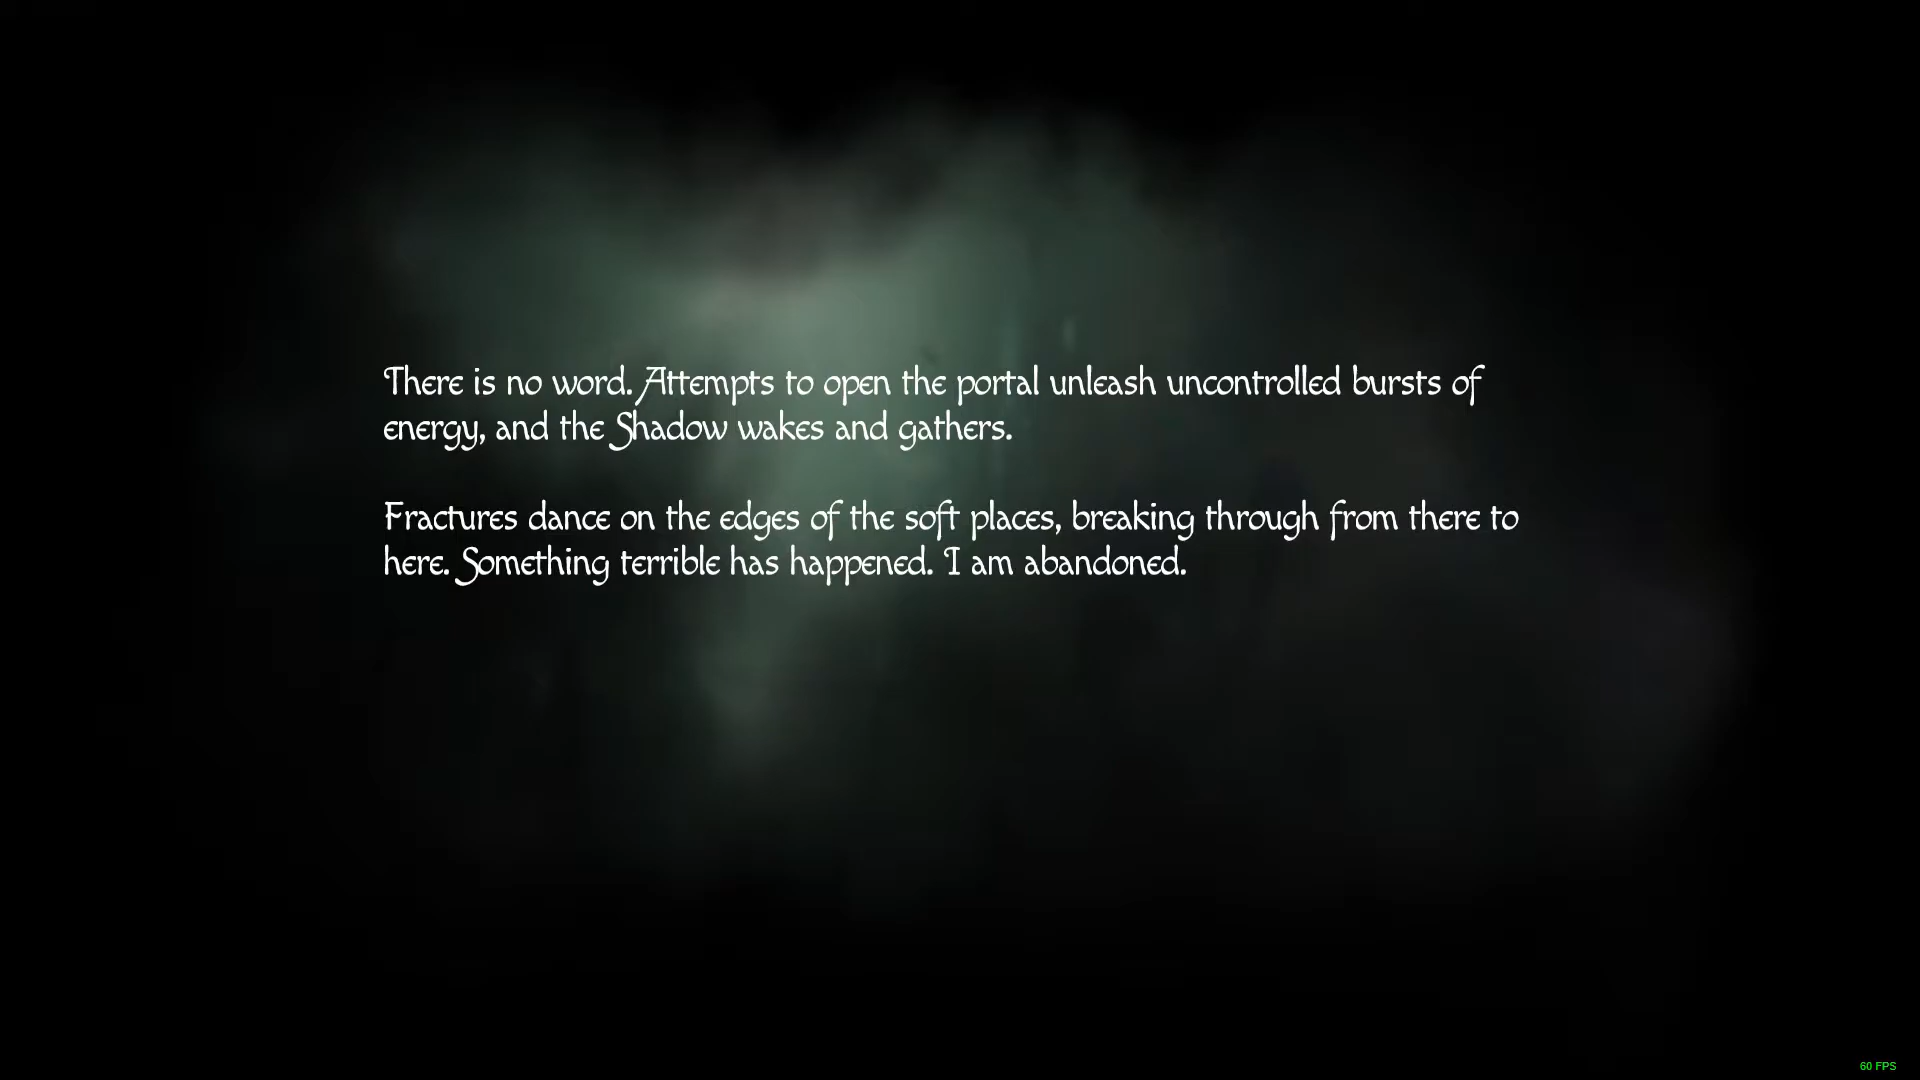 There is no word. Attempts to open the portal unleash uncontrolled bursts of
energy, and the Shadow wakes and gathers.
Fractures dance on the edges of the soft places, breaking through from there to
here. Something terrible has happened. I am abandoned.
60 FPS